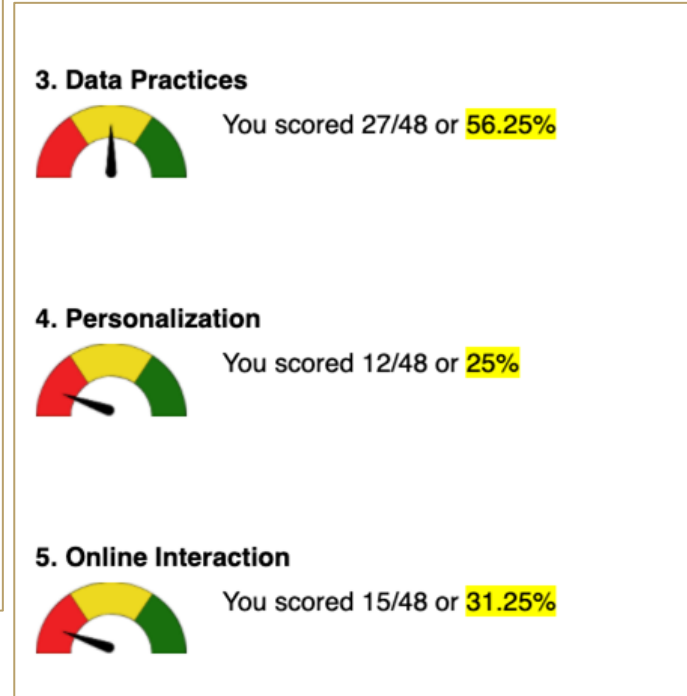 3. Data Practices
You scored 27/48 or 56.25%
4. Personalization
You scored 12/48 or 25%
5. Online Interaction
You scored 15/48 or 31.25%